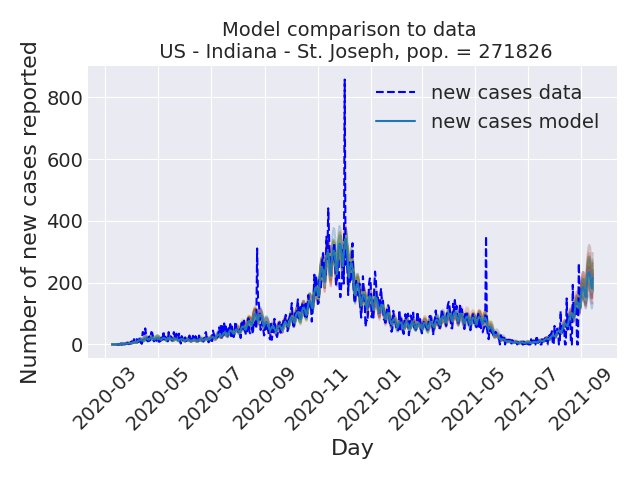 Model comparison to data
US - Indiana - St. Joseph, pop. = 271826
Number of new cases reported
800
600
400
200
0
new cases data
new cases model
2020-03
2020-05
2020-07
2020-09
2020-11
2021-01
2021-03
2021-05
2021-07
2021-09
Day